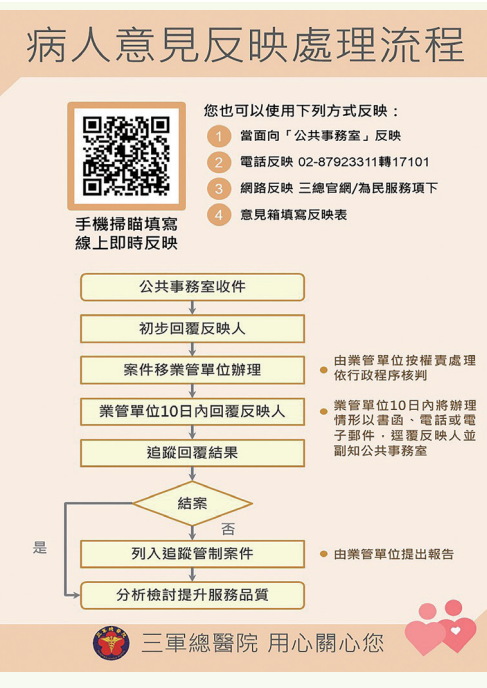 病人意見反映處理流程
您也可以使用下列方式反映：
1 當面向「公共事務室」反映
2 電話反映 02-87923311轉17101
3 網路反映 三總官網/為民服務項下
4 意見箱填寫反映表
手機掃瞄填寫
線上即時反映
公共事務室收件
初步回覆反映人
案件移業管單位辦理
由業管單位按權責處理
依行政程序核判
業管單位10日內回覆反映人
業管單位10日內將辦理
情形以書函、電話或電
子郵件，逕覆反映人並
副知公共事務室
追蹤回覆結果
結案
否
是
列入追蹤管制案件
由業管單位提出報告
分析檢討提升服務品質
三軍總醫院 用心關心您